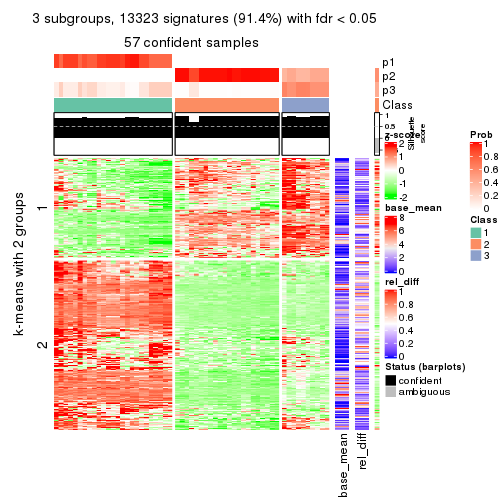 3 subgroups, 13323 signatures (91.4%) with fdr < 0.05
57 confident samples
p1
p2
p3
Class
1
0.5
0
Silhouette score
k-means with 2 groups
1
2
base_mean
rel_diff
z-score
2
1
0
-1
-2
base_mean
8
6
4
2
0
rel_diff
1
0.8
0.6
0.4
0.2
0
Status (barplots)
confident
ambiguous
Prob
1
0.8
0.6
0.4
0.2
0
Class
1
2
3